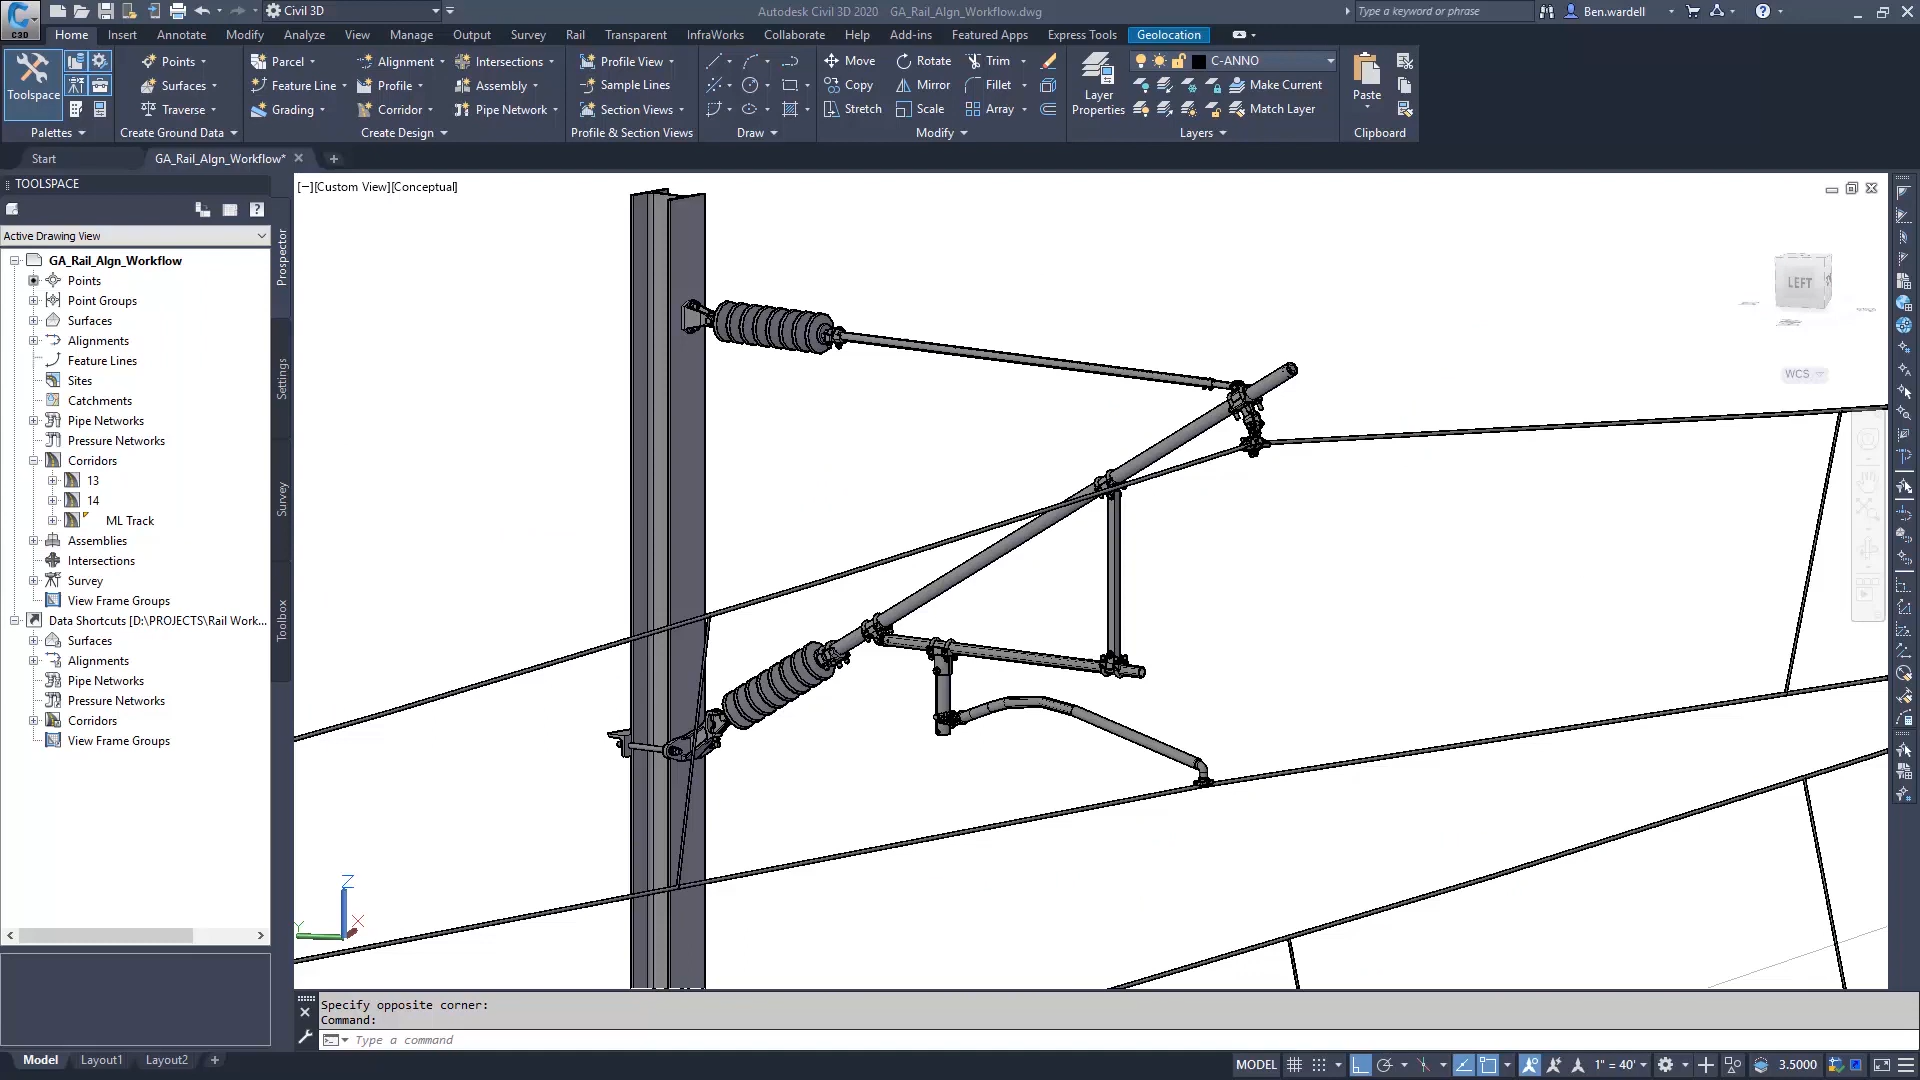 Civil 3D
Autodesk Civil 3D 2020 GA_Rail_Algn_Workflow.dwg
Type a keyword or phrase
Ben.wardell
C3D
Home Insert Annotate Modify Analyze View Manage Output Survey Rail Transparent InfraWorks Collaborate Help Add-ins Featured Apps Express Tools Geolocation
Points Parcel Alignment Intersections Profile View Move Rotate Trim C-ANNO
Toolspace Surfaces Feature Line Profile Assembly Sample Lines Copy Mirror Fillet Layer Properties Make Current Paste
Traverse Grading Corridor Pipe Network Section Views Stretch Scale Array Match Layer
Palettes Create Ground Data Create Design Profile & Section Views Draw Modify Layers Clipboard
Start GA_Rail_Algn_Workflow*
TOOLSPACE
[−][Custom View][Conceptual]
Active Drawing View
Prospector
Settings
Survey
Toolbox
GA_Rail_Algn_Workflow
Points
Point Groups
Surfaces
Alignments
Feature Lines
Sites
Catchments
Pipe Networks
Pressure Networks
Corridors
13
14
ML Track
Assemblies
Intersections
Survey
View Frame Groups
Data Shortcuts [D:\PROJECTS\Rail Work...
Surfaces
Alignments
Pipe Networks
Pressure Networks
Corridors
View Frame Groups
LEFT
WCS
Z
X
Y
Specify opposite corner:
Command:
Type a command
Model Layout1 Layout2
MODEL 1" = 40' 3.5000